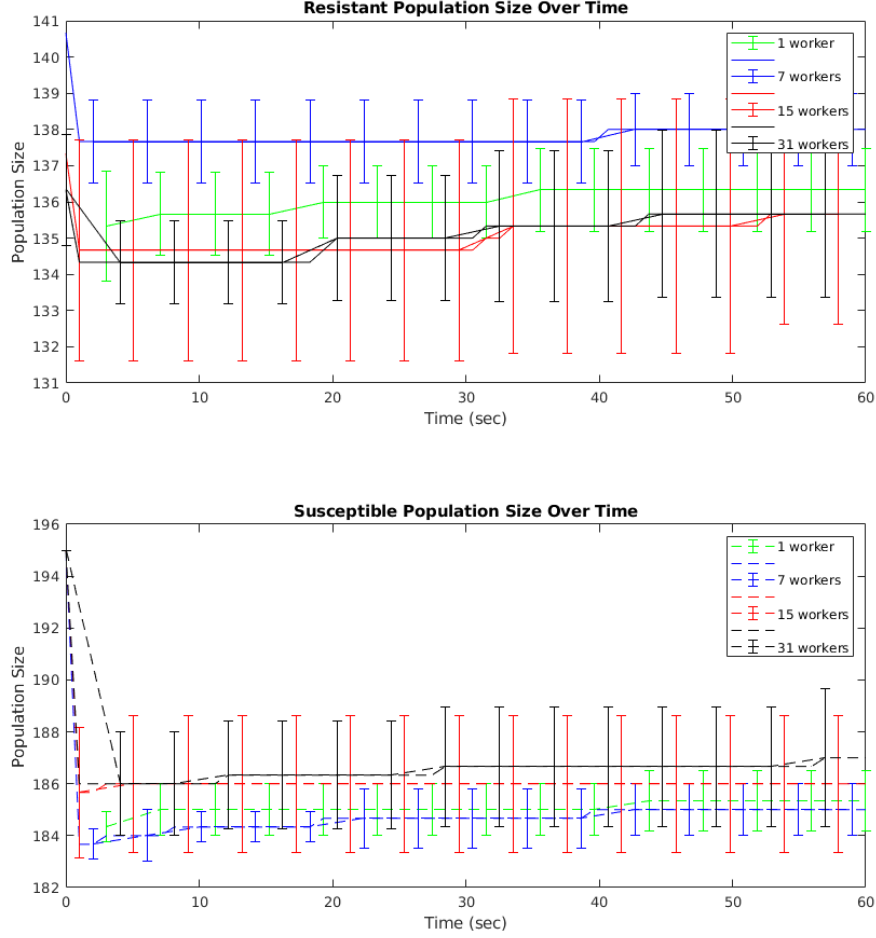 Resistant Population Size Over Time
141
140
139
138
137
136
135
134
133
132
131
Population Size
1 worker
7 workers
15 workers
31 workers
0 10 20 30 40 50 60
Time (sec)
Susceptible Population Size Over Time
196
194
192
190
188
186
184
182
Population Size
1 worker
7 workers
15 workers
31 workers
0 10 20 30 40 50 60
Time (sec)